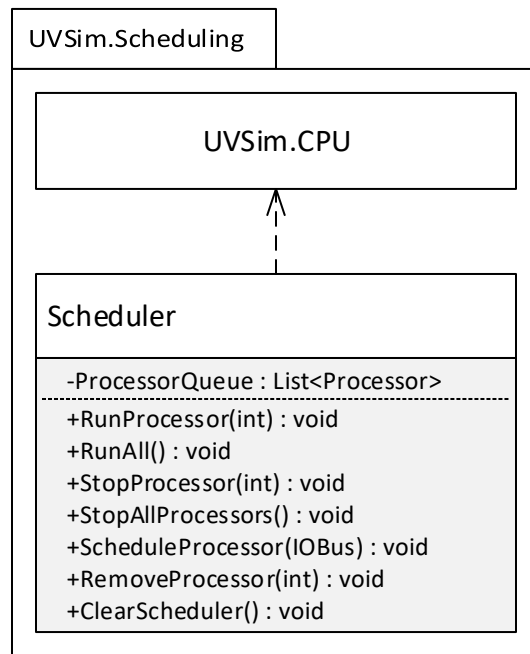 UVSim.Scheduling
UVSim.CPU
Scheduler
-ProcessorQueue : List<Processor>
+RunProcessor(int) : void
+RunAll() : void
+StopProcessor(int) : void
+StopAllProcessors() : void
+ScheduleProcessor(IOBus) : void
+RemoveProcessor(int) : void
+ClearScheduler() : void